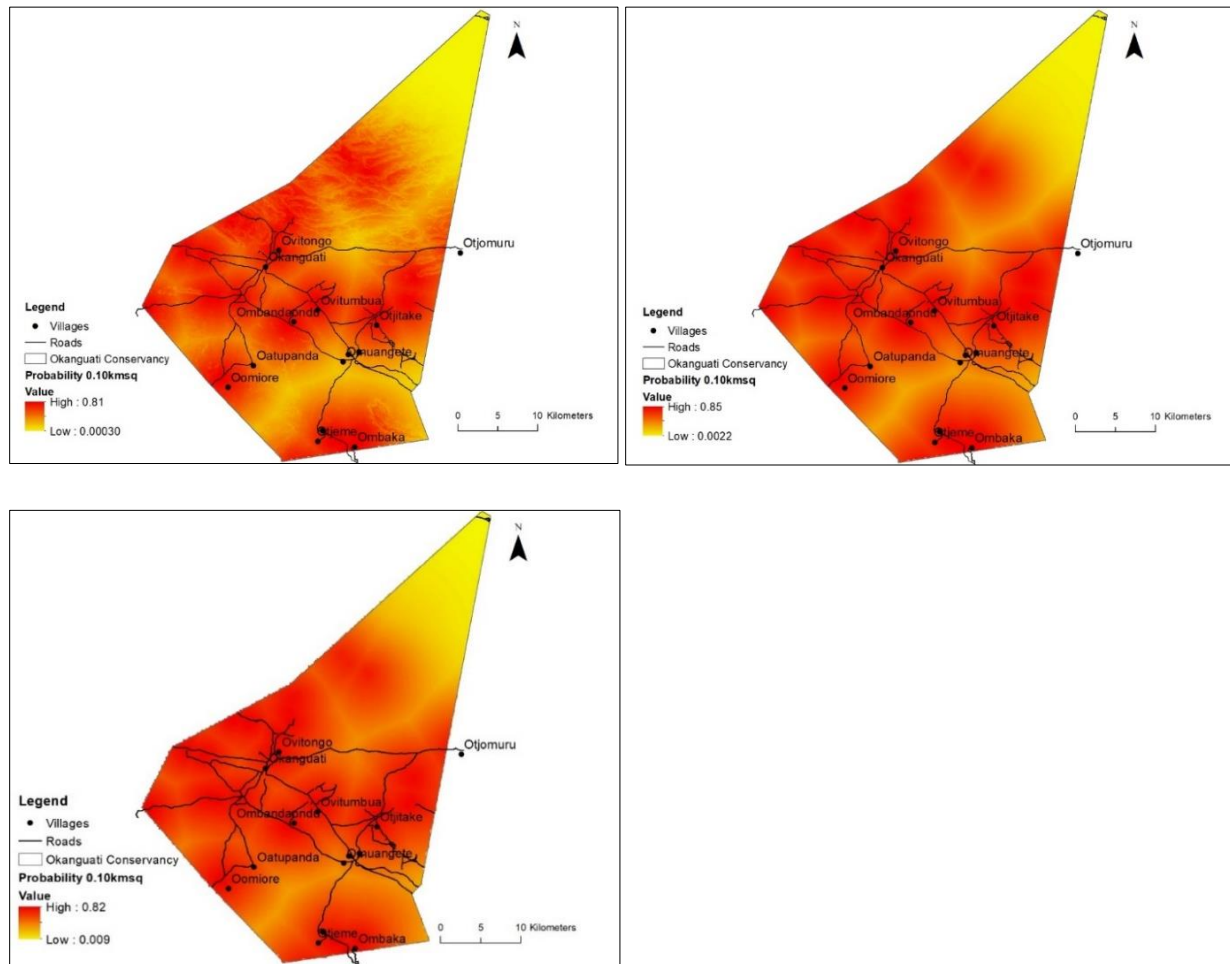 N
Ovitongo
Okanguati
Otjomuru
Ovitumbua
Ombandaondu
Otjitake
Omuangete
Oatupanda
Oomiore
Otjeme
Ombaka
Legend
Villages
Roads
Okanguati Conservancy
Probability 0.10kmsq
Value
High : 0.81
Low : 0.00030
0 5 10 Kilometers
N
Ovitongo
Okanguati
Otjomuru
Ovitumbua
Ombandaondu
Otjitake
Omuangete
Oatupanda
Oomiore
Otjeme
Ombaka
Legend
Villages
Roads
Okanguati Conservancy
Probability 0.10kmsq
Value
High : 0.85
Low : 0.0022
0 5 10 Kilometers
N
Ovitongo
Okanguati
Otjomuru
Ovitumbua
Ombandaondu
Otjitake
Omuangete
Oatupanda
Oomiore
Otjeme
Ombaka
Legend
Villages
Roads
Okanguati Conservancy
Probability 0.10kmsq
Value
High : 0.82
Low : 0.009
0 5 10 Kilometers